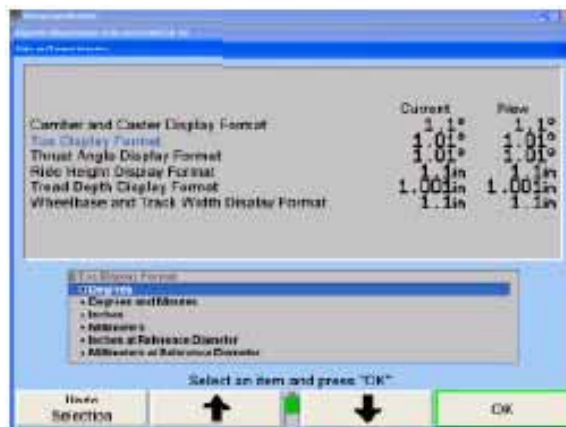 Current New
Camber and Caster Display Format 1.1° 1.1°
Toe Display Format 1.01° 1.01°
Thrust Angle Display Format 1.01° 1.01°
Ride Height Display Format 1.1in 1.1in
Tread Depth Display Format 1.001in 1.001in
Wheelbase and Track Width Display Format 1.1in 1.1in
Toe Display Format
Degrees
Degrees and Minutes
Inches
Millimeters
Inches at Reference Diameter
Millimeters at Reference Diameter
Select an item and press "OK".
Selection
OK